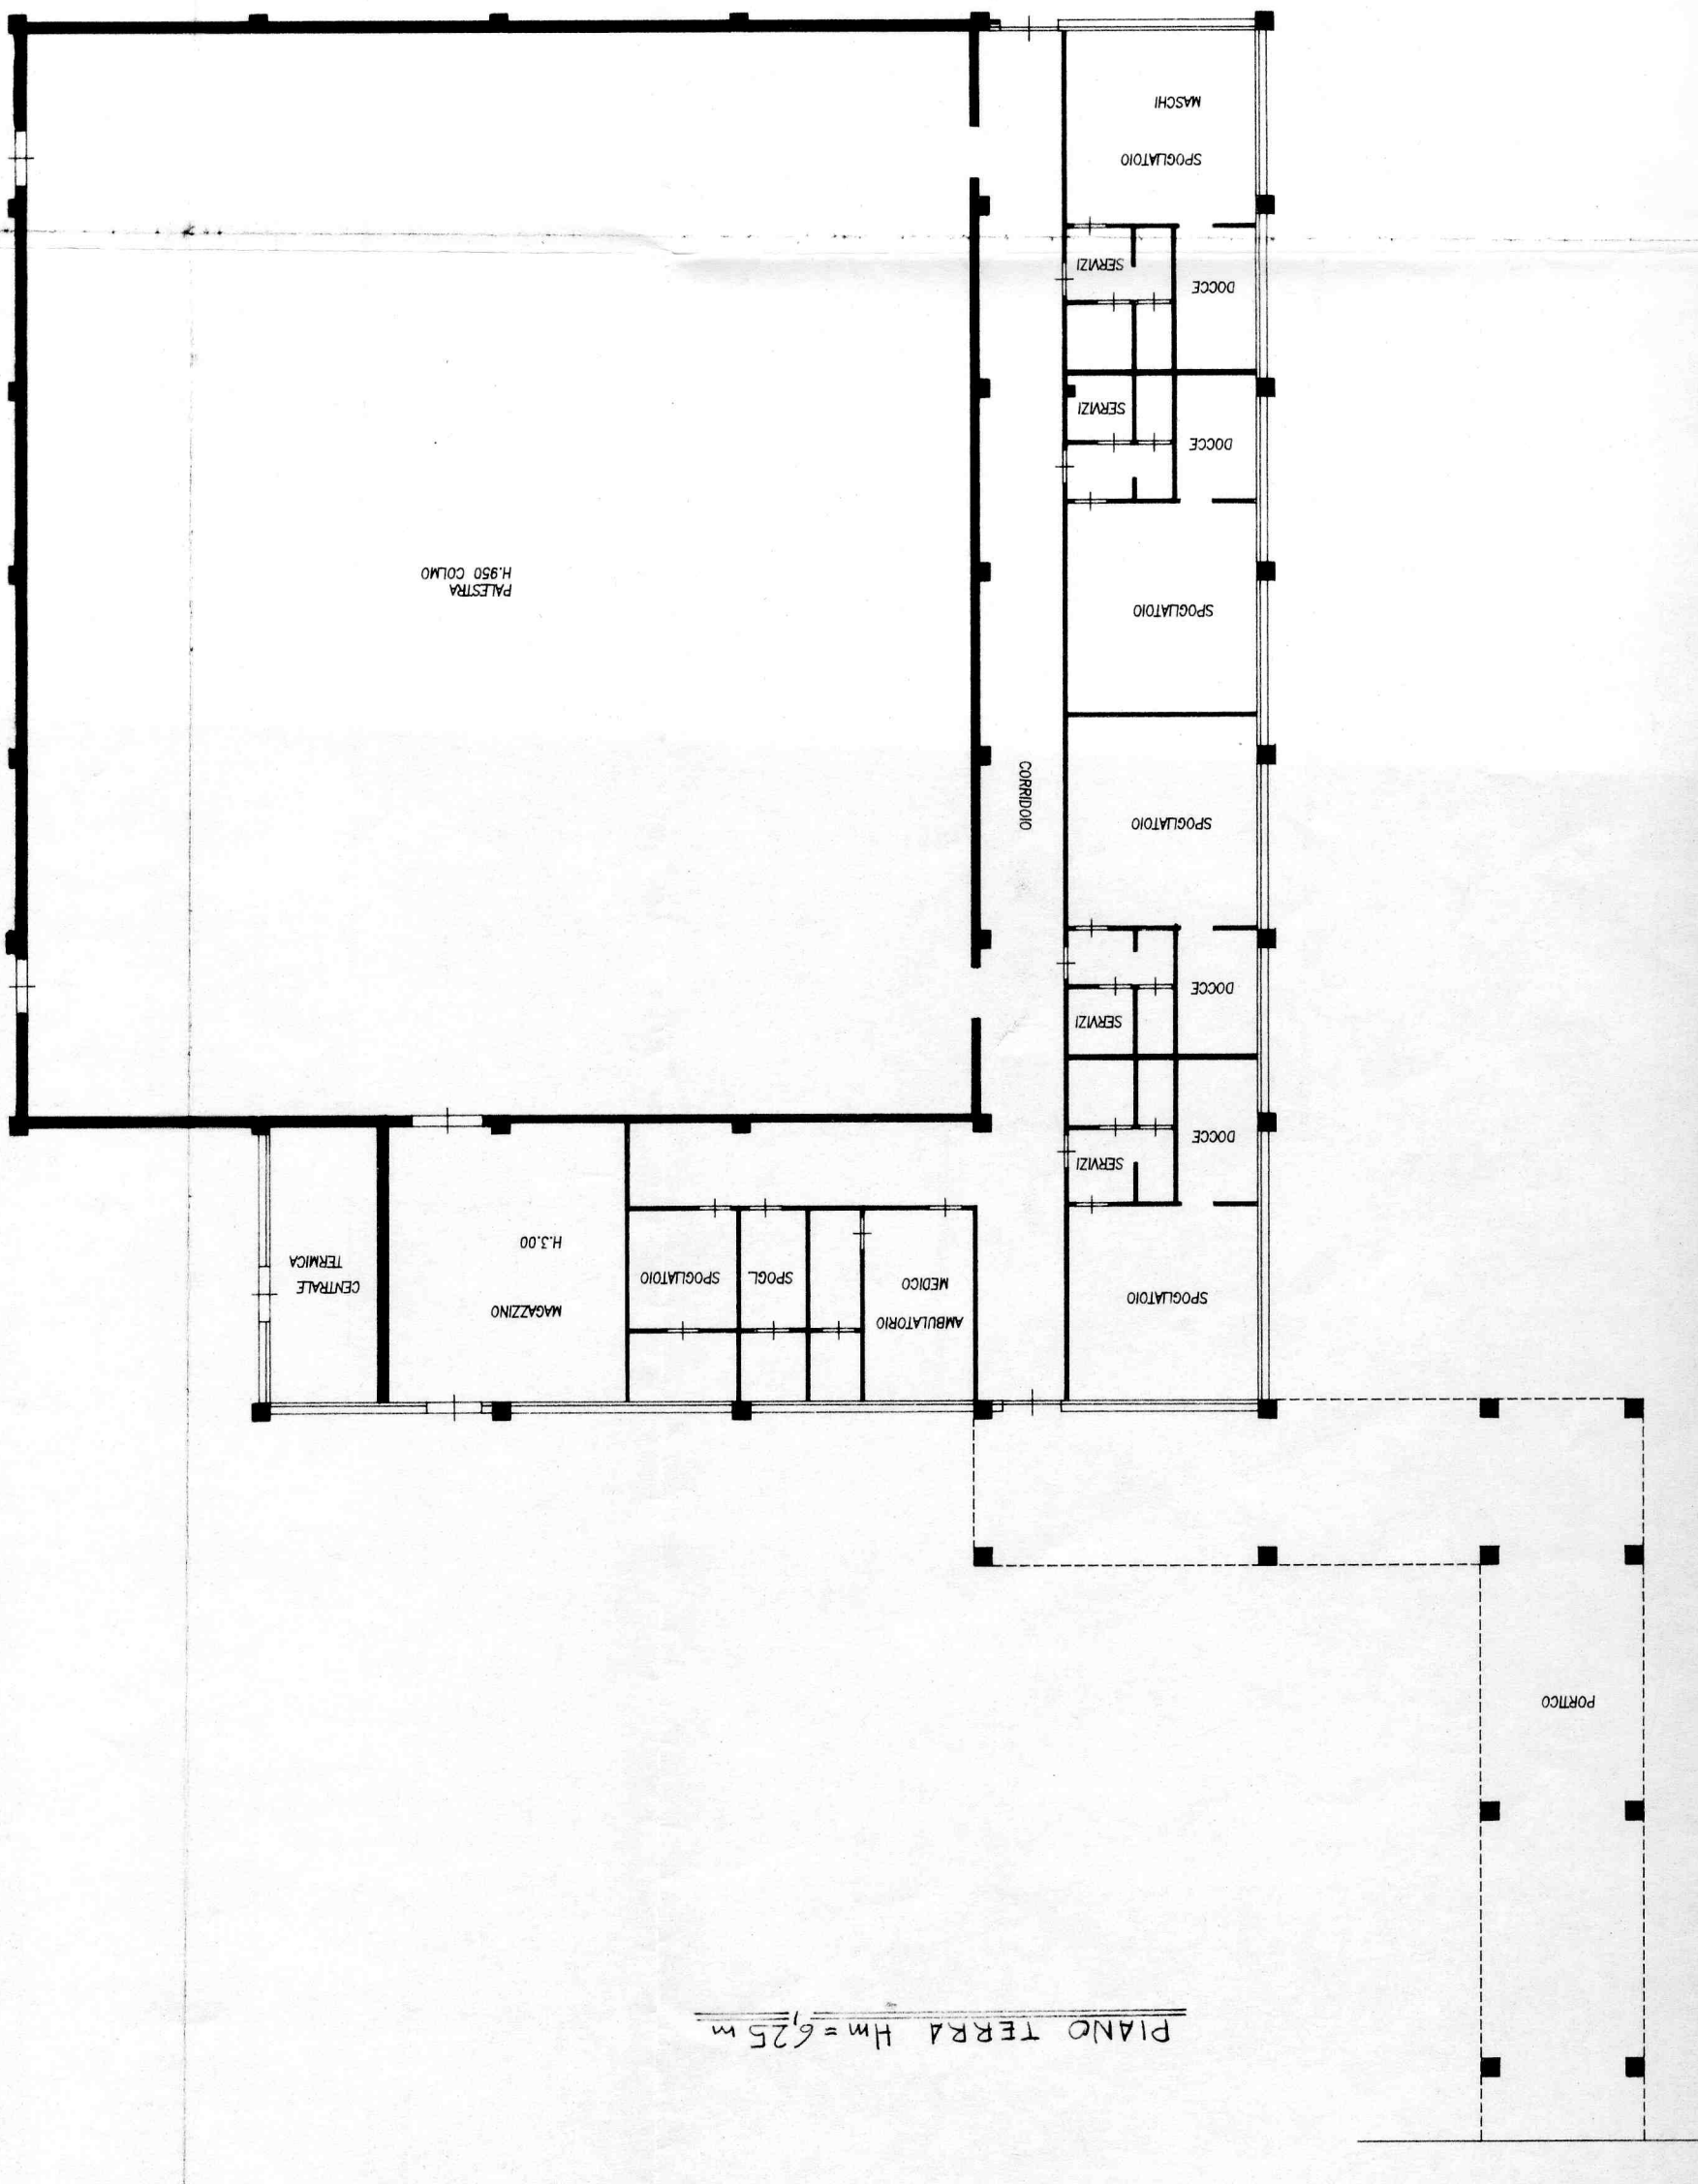 PIANO TERRA Hm = 6,25 m
PORTICO
SPOGLIATOIO
AMBULATORIO
MEDICO
SPOGL.
SPOGLIATOIO
MAGAZZINO
H.3.00
CENTRALE
TERMICA
SERVIZI
DOCCE
SERVIZI
DOCCE
SPOGLIATOIO
CORRIDOIO
SPOGLIATOIO
PALESTRA
H.950 COLMO
DOCCE
SERVIZI
DOCCE
SERVIZI
SPOGLIATOIO
MASCHI